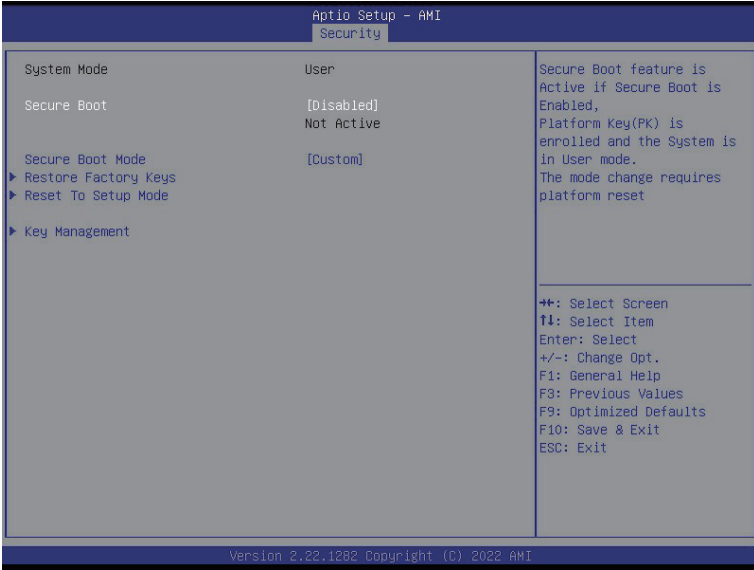 Aptio Setup - AMI
Security
System Mode User
Secure Boot [Disabled]
Not Active
Secure Boot Mode [Custom]
Restore Factory Keys
Reset To Setup Mode
Key Management
Secure Boot feature is
Active if Secure Boot is
Enabled,
Platform Key(PK) is
enrolled and the System is
in User mode.
The mode change requires
platform reset
→←: Select Screen
↑↓: Select Item
Enter: Select
+/-: Change Opt.
F1: General Help
F3: Previous Values
F9: Optimized Defaults
F10: Save & Exit
ESC: Exit
Version 2.22.1282 Copyright (C) 2022 AMI